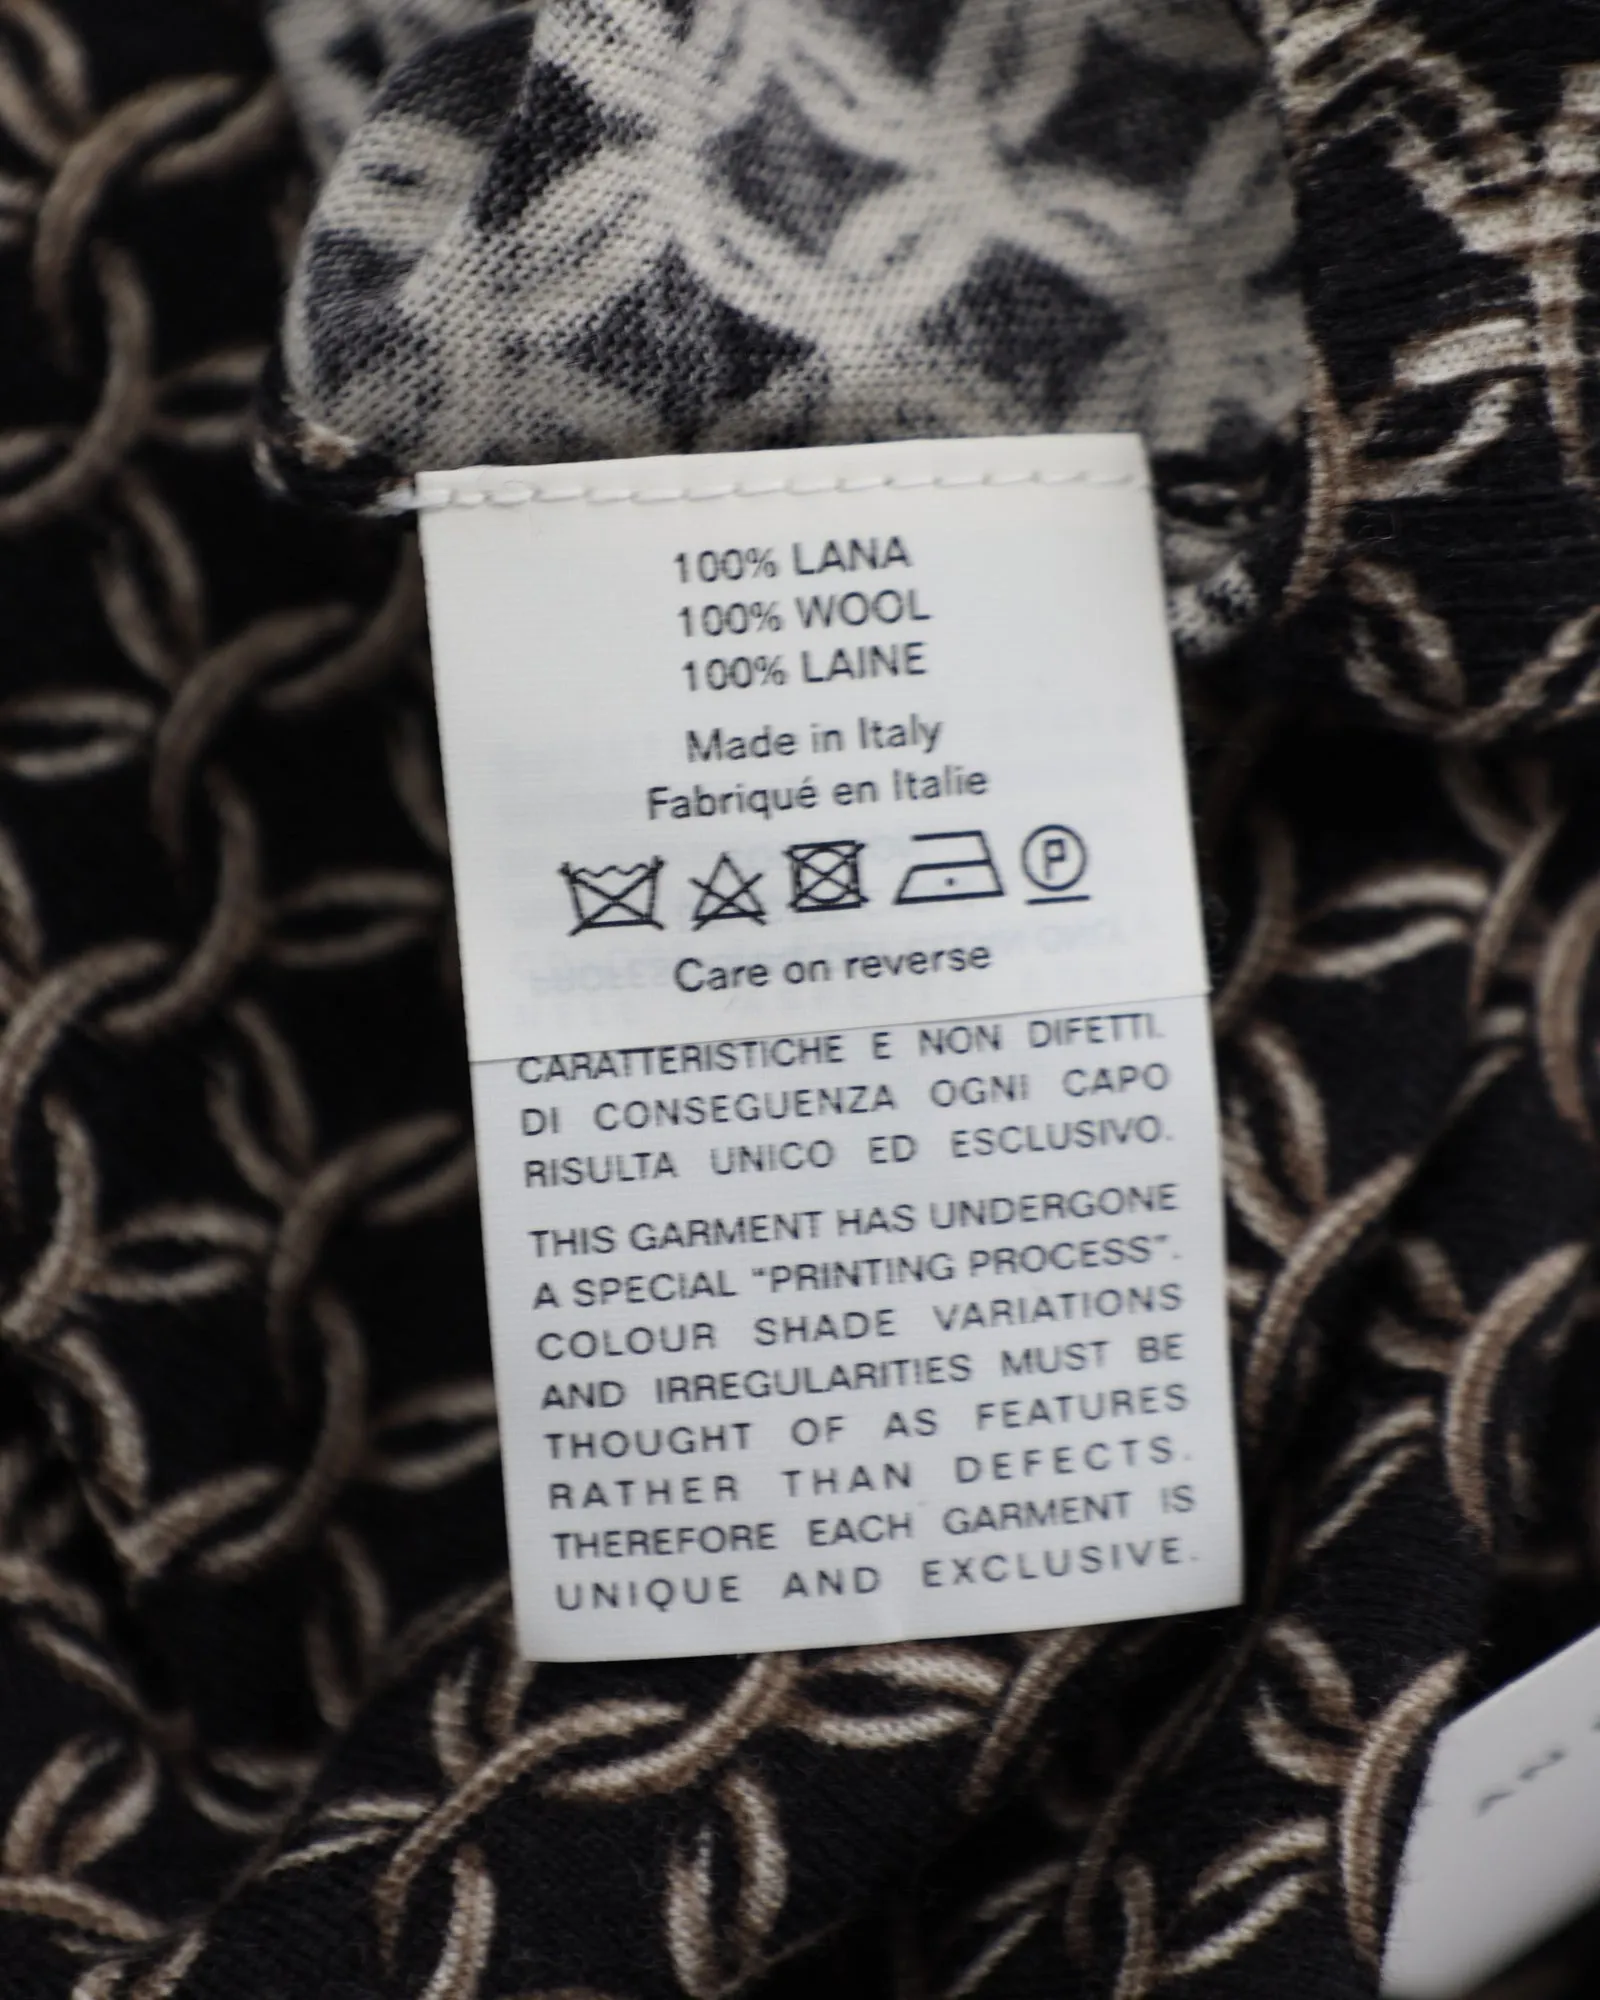 100% LANA
100% WOOL
100% LAINE
Made in Italy
Fabriqué en Italie
P
Care on reverse
CARATTERISTICHE E NON DIFETTI.
DI CONSEGUENZA OGNI CAPO
RISULTA UNICO ED ESCLUSIVO.
THIS GARMENT HAS UNDERGONE
A SPECIAL "PRINTING PROCESS".
COLOUR SHADE VARIATIONS
AND IRREGULARITIES MUST BE
THOUGHT OF AS FEATURES
RATHER THAN DEFECTS.
THEREFORE EACH GARMENT IS
UNIQUE AND EXCLUSIVE.